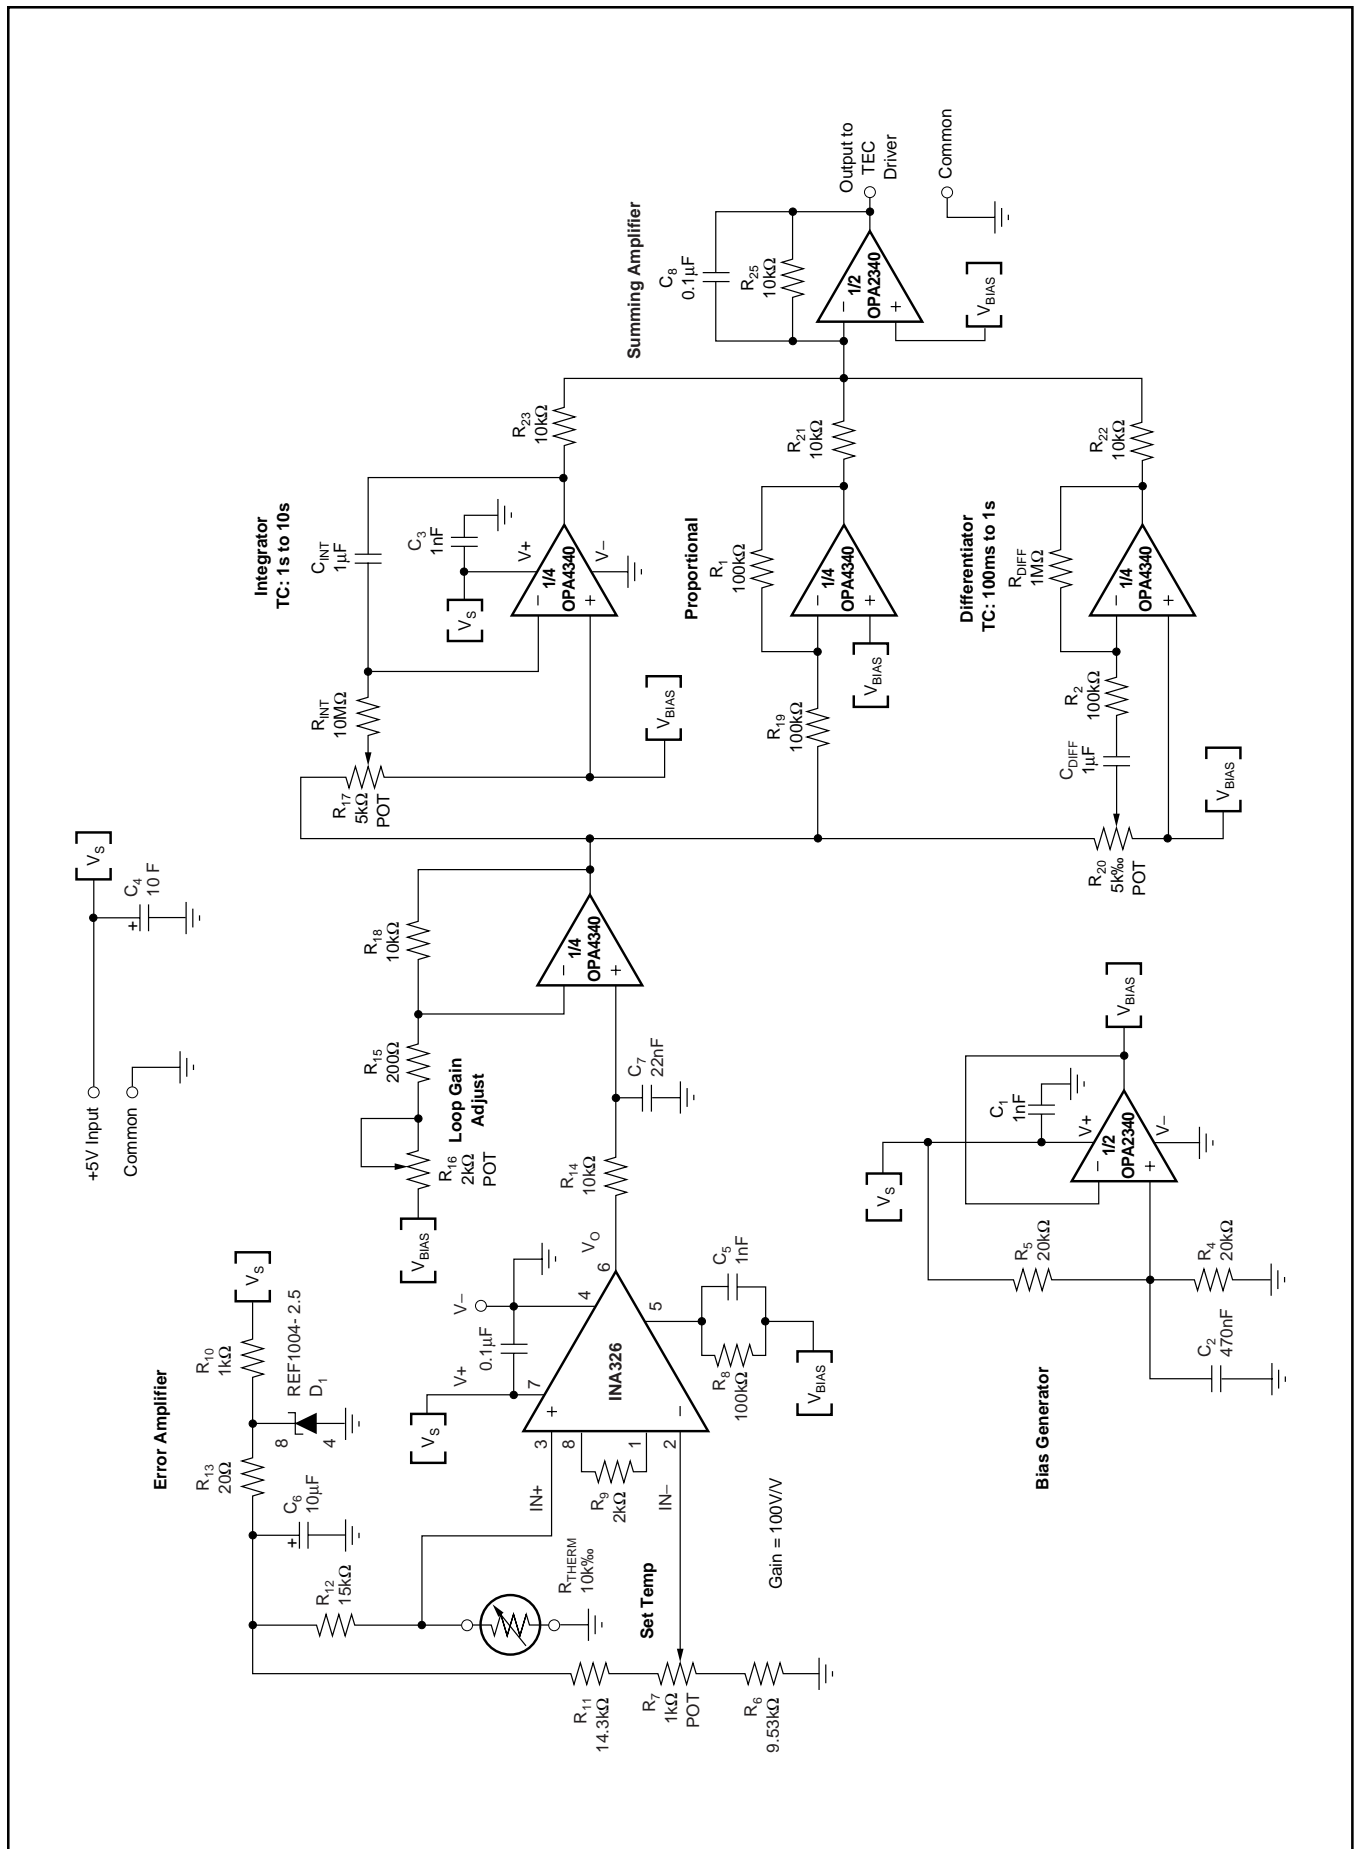 +5V Input
Common
[VS]
C4
10 F
Error Amplifier
R10
1kΩ
[VS]
REF1004- 2.5
D1
8
4
R13
20Ω
C6
10µF
+
R12
15kΩ
RTHERM
10k‰
R11
14.3kΩ
Set Temp
R7
1kΩ
POT
R6
9.53kΩ
IN+
IN−
R9
2kΩ
3
8
1
2
INA326
+
−
7
V+
[VS]
0.1µF
V−
4
6
VO
5
Gain = 100V/V
R8
100kΩ
C5
1nF
[VBIAS]
R14
10kΩ
C7
22nF
[VBIAS]
R16
2kΩ
POT
Loop Gain
Adjust
R15
200Ω
R18
10kΩ
−
1/4
OPA4340
+
Integrator
TC: 1s to 10s
R17
5kΩ
POT
RINT
10MΩ
CINT
1µF
[VS]
C3
1nF
V+
V−
−
1/4
OPA4340
+
[VBIAS]
R23
10kΩ
Proportional
R19
100kΩ
R1
100kΩ
−
1/4
OPA4340
+
[VBIAS]
R21
10kΩ
Differentiator
TC: 100ms to 1s
R20
5k‰
POT
CDIFF
1µF
R2
100kΩ
RDIFF
1MΩ
−
1/4
OPA4340
+
[VBIAS]
R22
10kΩ
Summing Amplifier
C8
0.1µF
R25
10kΩ
−
1/2
OPA2340
+
[VBIAS]
Output to
TEC
Driver
Common
Bias Generator
[VS]
R5
20kΩ
R4
20kΩ
C2
470nF
C1
1nF
V+
V−
−
1/2
OPA2340
+
[VBIAS]